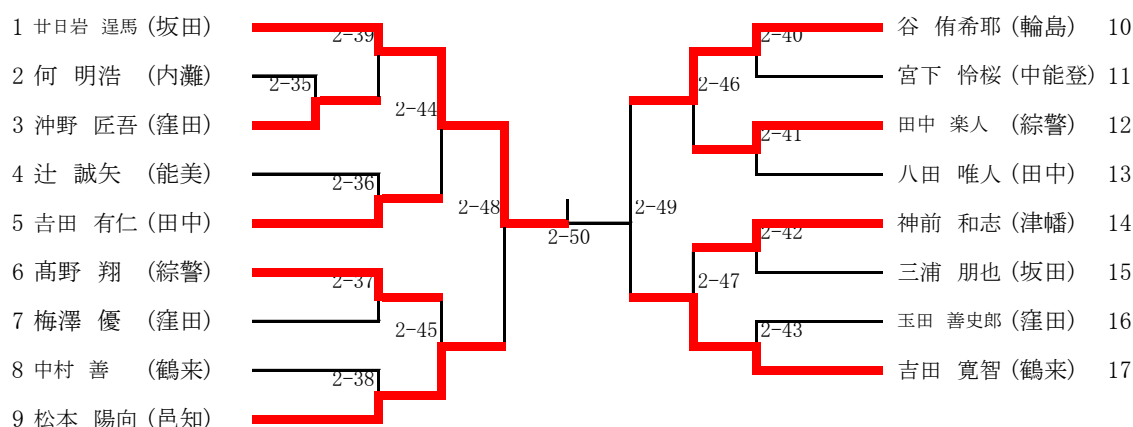 1 廿日岩 逞馬 (坂田)
2 何 明浩 (内灘)
3 沖野 匠吾 (窪田)
4 辻 誠矢 (能美)
5 𠮷田 有仁 (田中)
6 髙野 翔 (綜警)
7 梅澤 優 (窪田)
8 中村 善 (鶴来)
9 松本 陽向 (邑知)
2-39
2-35
2-44
2-36
2-48
2-37
2-45
2-38
2-50
2-40
2-46
2-41
2-49
2-42
2-47
2-43
谷 侑希耶 (輪島) 10
宮下 怜桜 (中能登) 11
田中 楽人 (綜警) 12
八田 唯人 (田中) 13
神前 和志 (津幡) 14
三浦 朋也 (坂田) 15
玉田 善史郎 (窪田) 16
吉田 寛智 (鶴来) 17